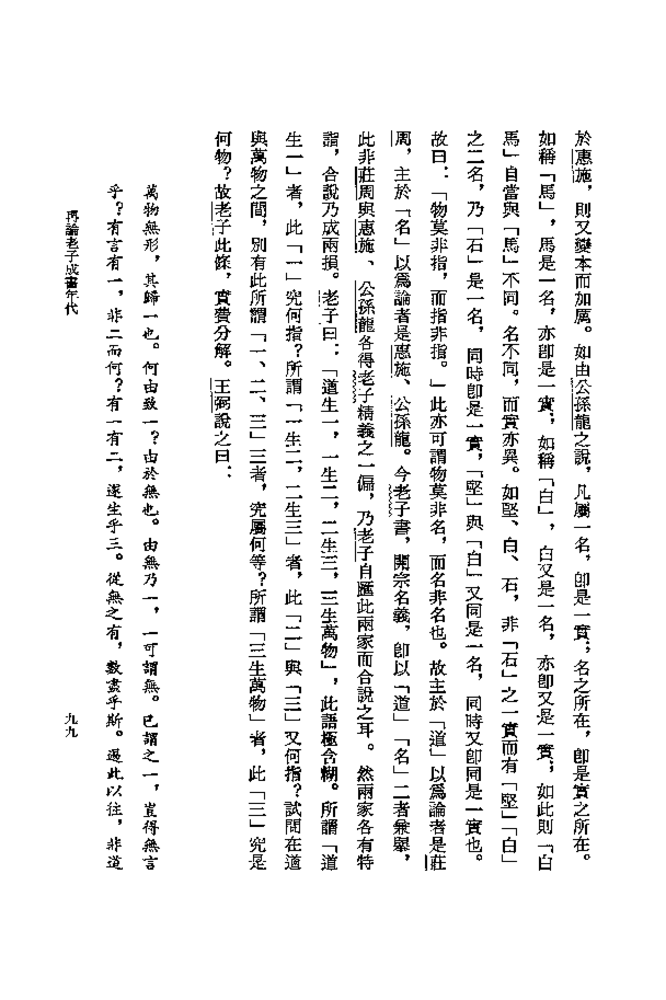 於惠施，則又變本而加厲。如由公孫龍之說，凡屬一名，卽是一實；名之所在，卽是實之所在。
如稱「馬」，馬是一名，亦卽是一實；如稱「白」，白又是一名，亦卽又是一實；如此則「白
馬」自當與「馬」不同。名不同，而實亦異。如堅、白、石，非「石」之一實而有「堅」「白」
之二名，乃「石」是一名，同時卽是一實，「堅」與「白」又同是一名，同時又卽同是一實也。
故曰：「物莫非指，而指非指。」此亦可謂物莫非名，而名非名也。故主於「道」以爲論者是莊
周，主於「名」以爲論者是惠施、公孫龍。今老子書，開宗名義，卽以「道」「名」二者兼舉，
此非莊周與惠施、公孫龍各得老子精義之一偏，乃老子自匯此兩家而合說之耳。然兩家各有特
詣，合說乃成兩損。老子曰：「道生一，一生二，二生三，三生萬物」，此語極含糊。所謂「道
生一」者，此「一」究何指？所謂「一生二，二生三」者，此「二」與「三」又何指？試問在道
與萬物之間，別有此所謂「一、二、三」三者，究屬何等？所謂「三生萬物」者，此「三」究是
何物？故老子此條，實費分解。王弼說之曰：
萬物無形，其歸一也。何由致一？由於無也。由無乃一，一可謂無。已謂之一，豈得無言
乎？有言有一，非二而何？有一有二，遂生乎三。從無之有，數盡乎斯。過此以往，非道
再論老子成書年代
九九